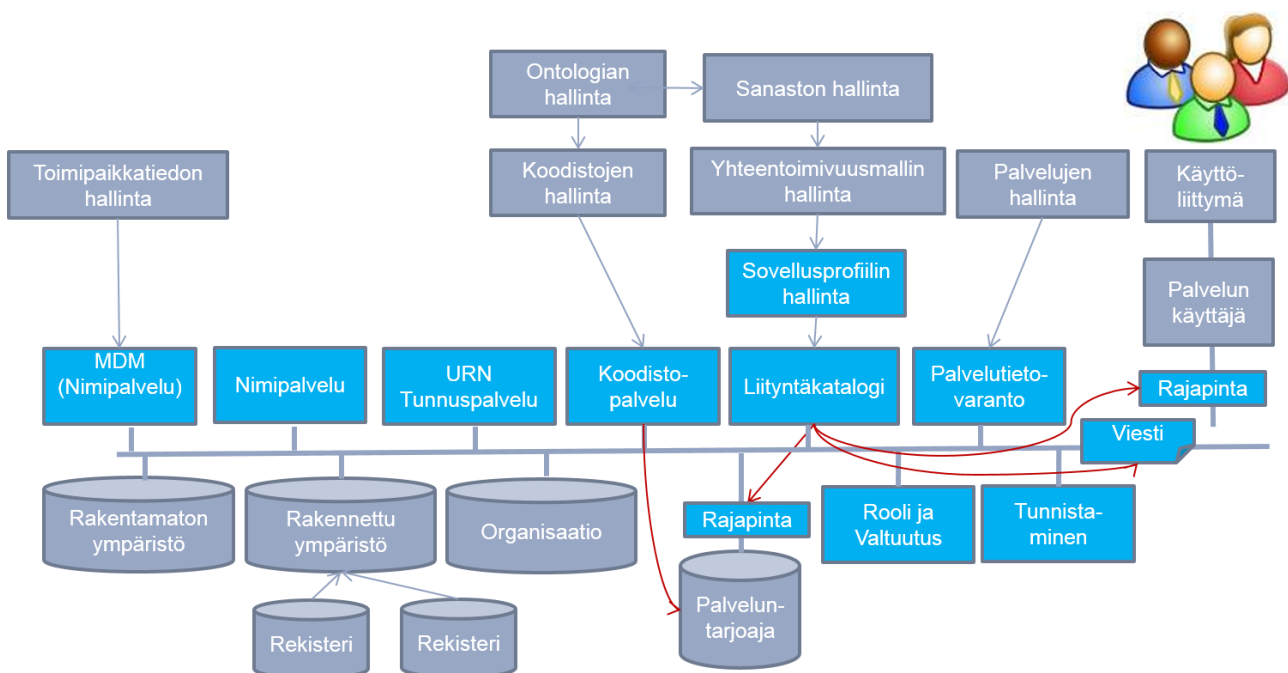 Ontologian
hallinta
Sanaston hallinta
Toimipaikkatiedon
hallinta
Koodistojen
hallinta
Yhteentoimivuusmallin
hallinta
Palvelujen
hallinta
Käyttö-
liittymä
Sovellusprofiilin
hallinta
Palvelun
käyttäjä
MDM
(Nimipalvelu)
Nimipalvelu
URN
Tunnuspalvelu
Koodisto-
palvelu
Liityntäkatalogi
Palvelutieto-
varanto
Rajapinta
Viesti
Rakentamaton
ympäristö
Rakennettu
ympäristö
Organisaatio
Rajapinta
Rooli ja
Valtuutus
Tunnista-
minen
Rekisteri
Rekisteri
Palvelun-
tarjoaja